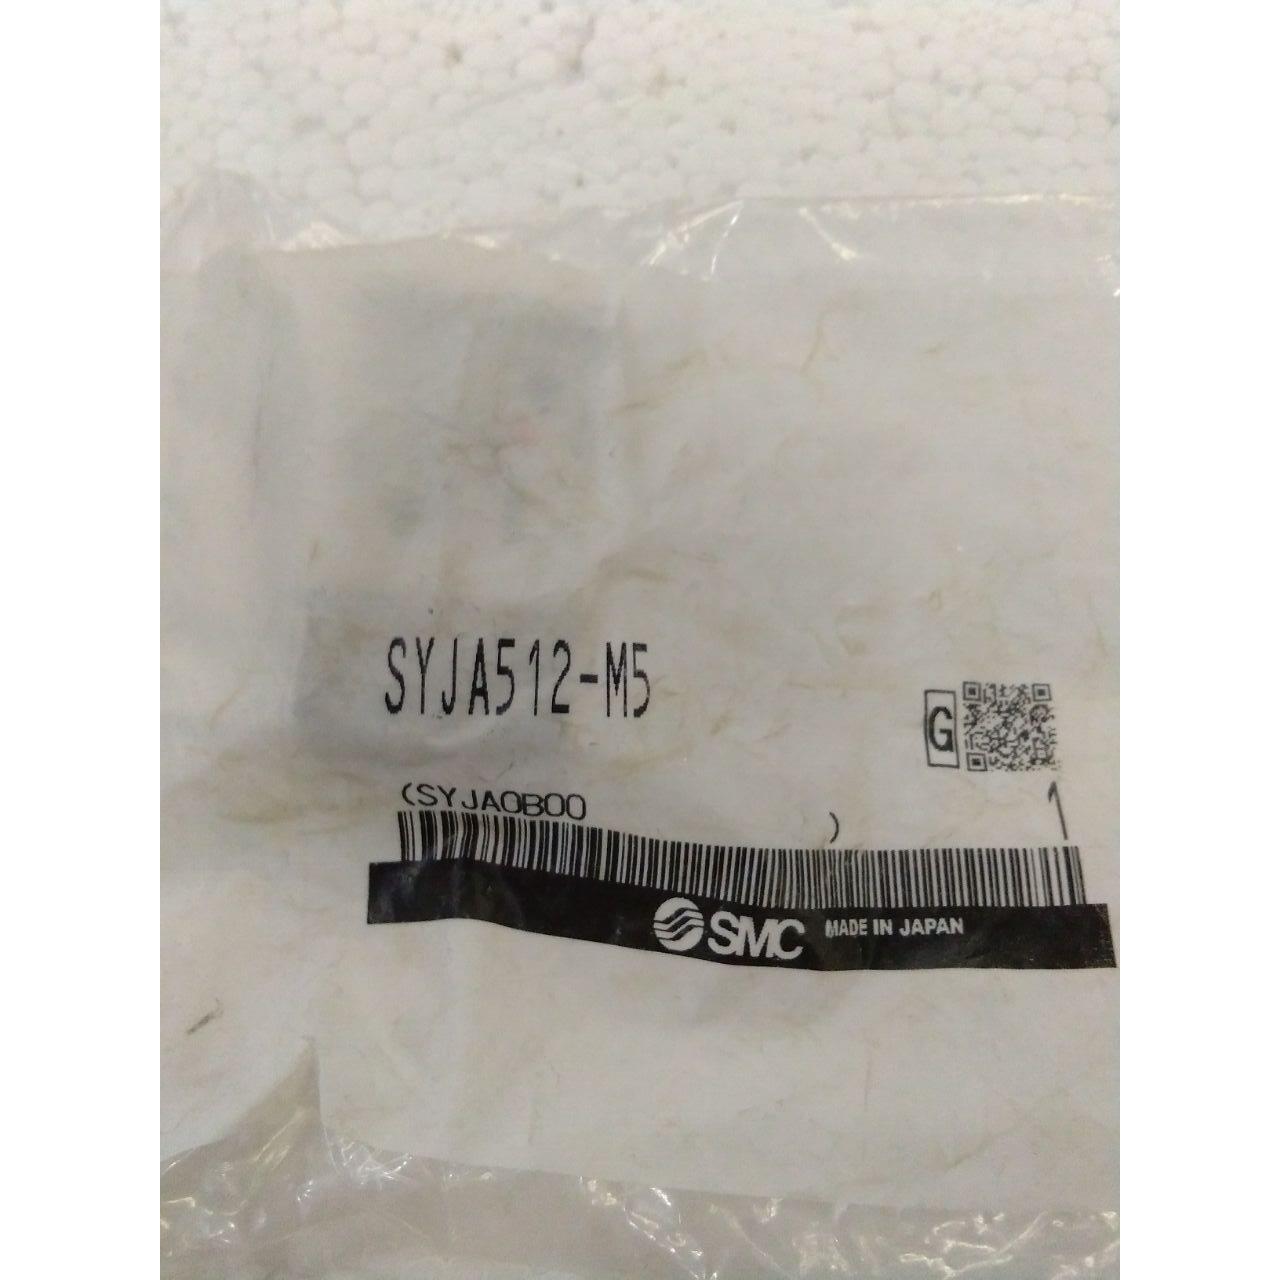 SYJA512-M5
G
(SYJA0B00 )
1
SMC MADE IN JAPAN